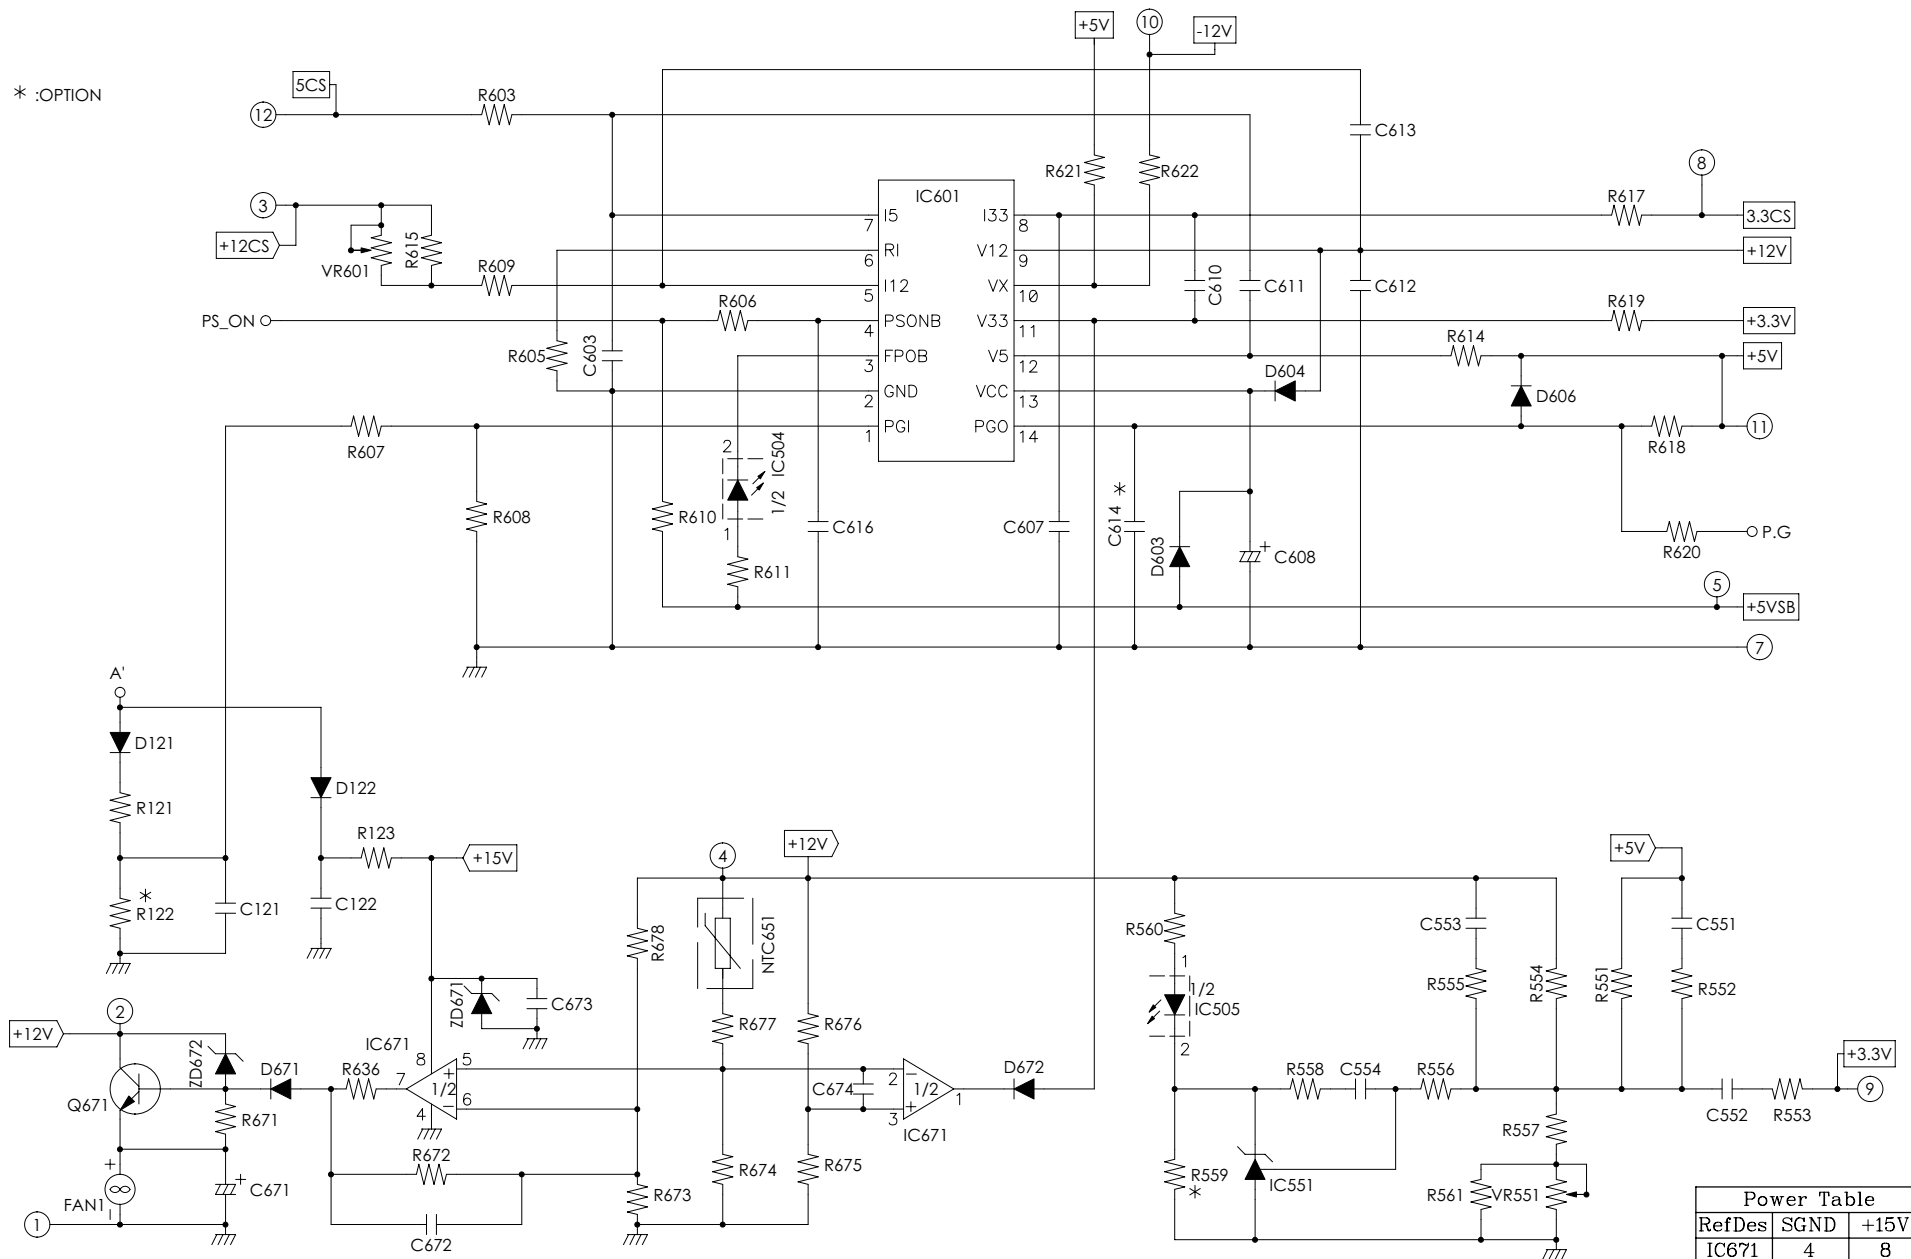 * :OPTION
5CS
12
R603
+5V
10
-12V
C613
R621
R622
8
3
+12CS
VR601
R615
R609
IC601
I5
7
RI
6
I12
5
PSONB
4
FPOB
3
GND
2
PGI
1
I33
8
V12
9
VX
10
V33
11
V5
12
VCC
13
PGO
14
R617
3.3CS
+12V
C610
C611
C612
R619
+3.3V
PS_ON
R606
R605
C603
R614
+5V
D604
D606
R607
R618
11
2
IC504
1/2
1
R608
R610
R611
C616
C607
C614
*
D603
+
C608
R620
P.G
5
+5VSB
7
A'
D121
R121
D122
R123
+15V
*
R122
C121
C122
4
+12V
+5V
R678
NTC651
R560
1
1/2
IC505
2
C553
R555
R554
R551
C551
R552
ZD671
C673
R677
R676
2
+12V
ZD672
Q671
D671
R636
IC671
8
7
1/2
4
+
5
−
6
R671
C674
2
−
1/2
3
+
1
IC671
D672
R558
C554
R556
+3.3V
9
C552
R553
R557
R672
R674
R675
R673
C672
+
FAN1
−
+
C671
1
R559
*
IC551
R561
VR551
Power Table
RefDes SGND +15V
IC671 4 8